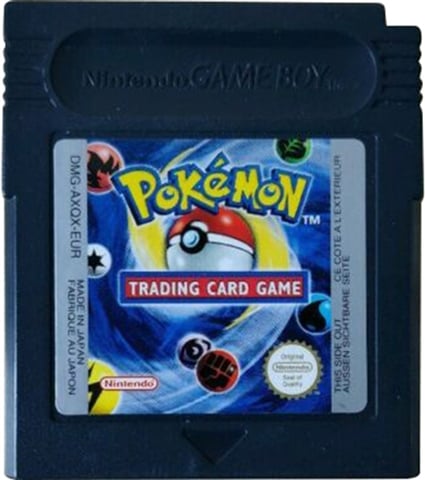 Nintendo GAME BOY
POKéMON
TM
TRADING CARD GAME
DMG-AXQX-EUR
MADE IN JAPAN
FABRIQUÉ AU JAPON
CE COTE A L'EXTERIEUR
THIS SIDE OUT
AUSSEN SICHTBARE SEITE
Nintendo
Original
Nintendo
Seal of
Quality